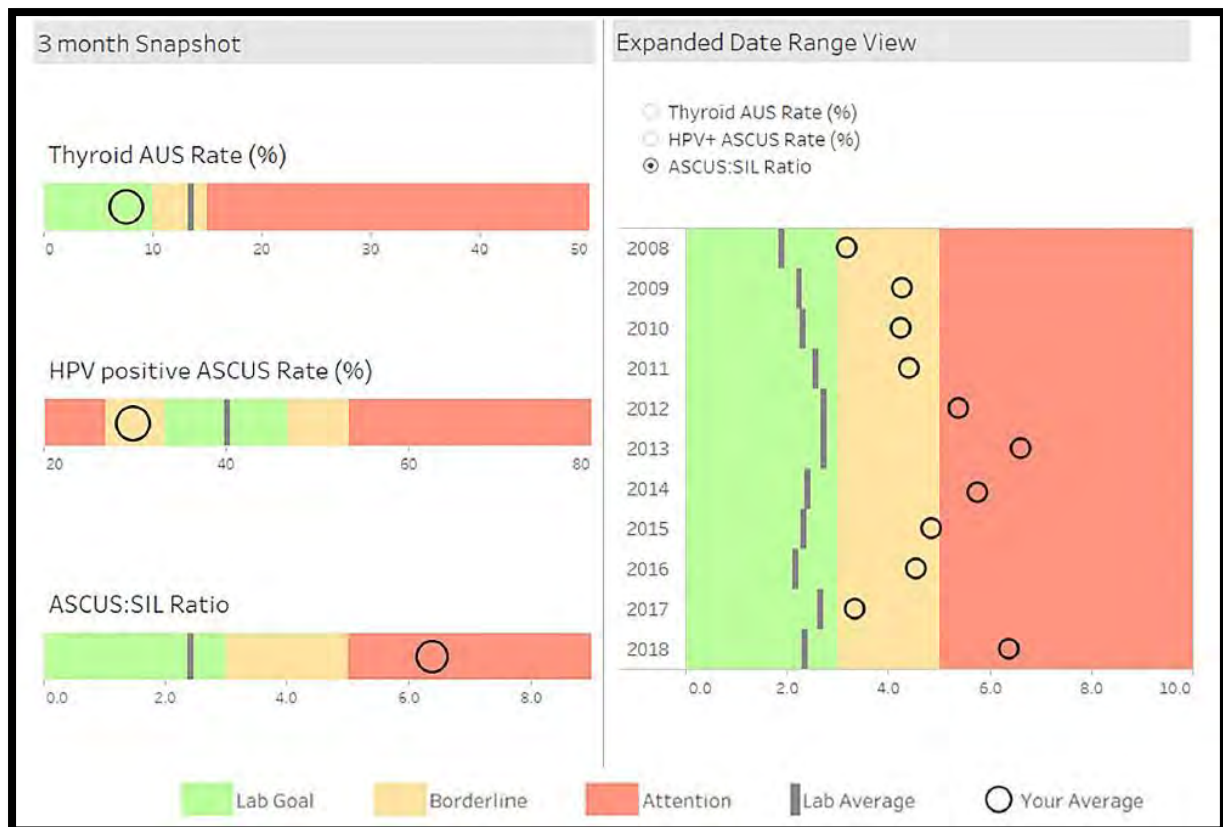 3 month Snapshot
Thyroid AUS Rate (%)
0 10 20 30 40 50
HPV positive ASCUS Rate (%)
20 40 60 80
ASCUS:SIL Ratio
0.0 2.0 4.0 6.0 8.0
Expanded Date Range View
Thyroid AUS Rate (%)
HPV+ ASCUS Rate (%)
ASCUS:SIL Ratio
2008
2009
2010
2011
2012
2013
2014
2015
2016
2017
2018
0.0 2.0 4.0 6.0 8.0 10.0
Lab Goal Borderline Attention Lab Average Your Average